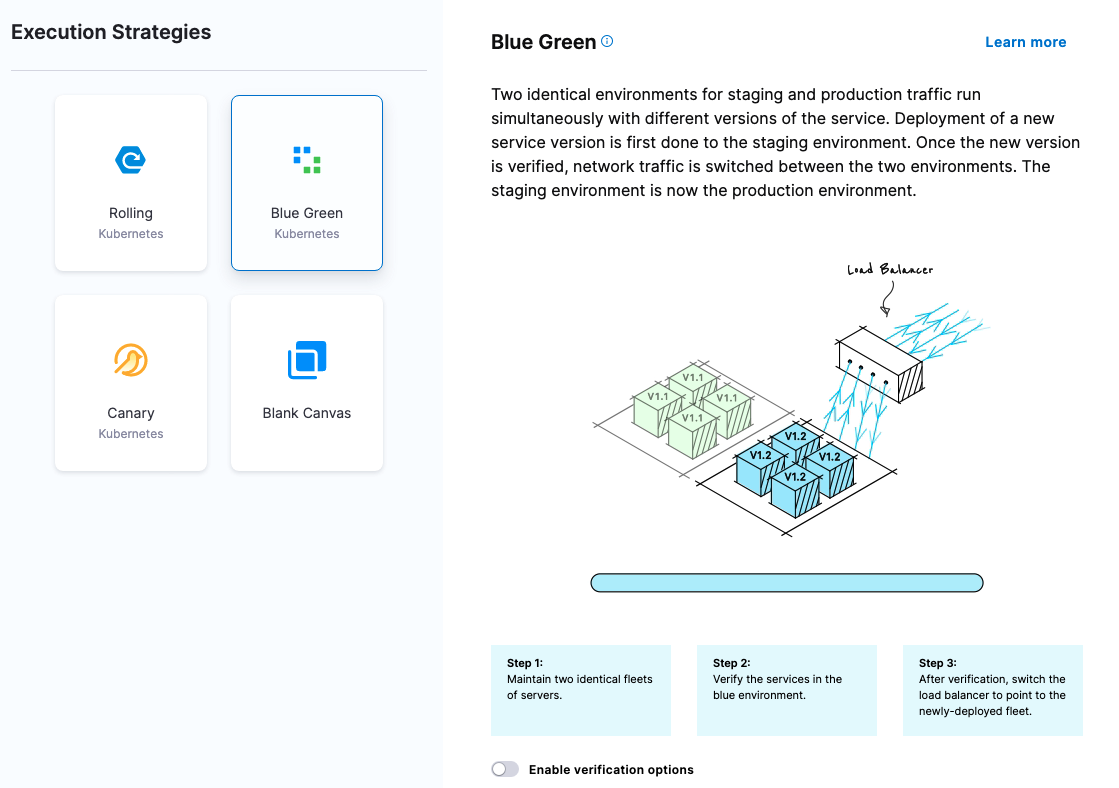 Execution Strategies
Rolling
Kubernetes
Blue Green
Kubernetes
Canary
Kubernetes
Blank Canvas
Blue Green
Learn more
Two identical environments for staging and production traffic run
simultaneously with different versions of the service. Deployment of a new
service version is first done to the staging environment. Once the new version
is verified, network traffic is switched between the two environments. The
staging environment is now the production environment.
Load Balancer
V1.1
V1.1
V1.1
V1.1
V1.2
V1.2
V1.2
V1.2
Step 1:
Maintain two identical fleets
of servers.
Step 2:
Verify the services in the
blue environment.
Step 3:
After verification, switch the
load balancer to point to the
newly-deployed fleet.
Enable verification options